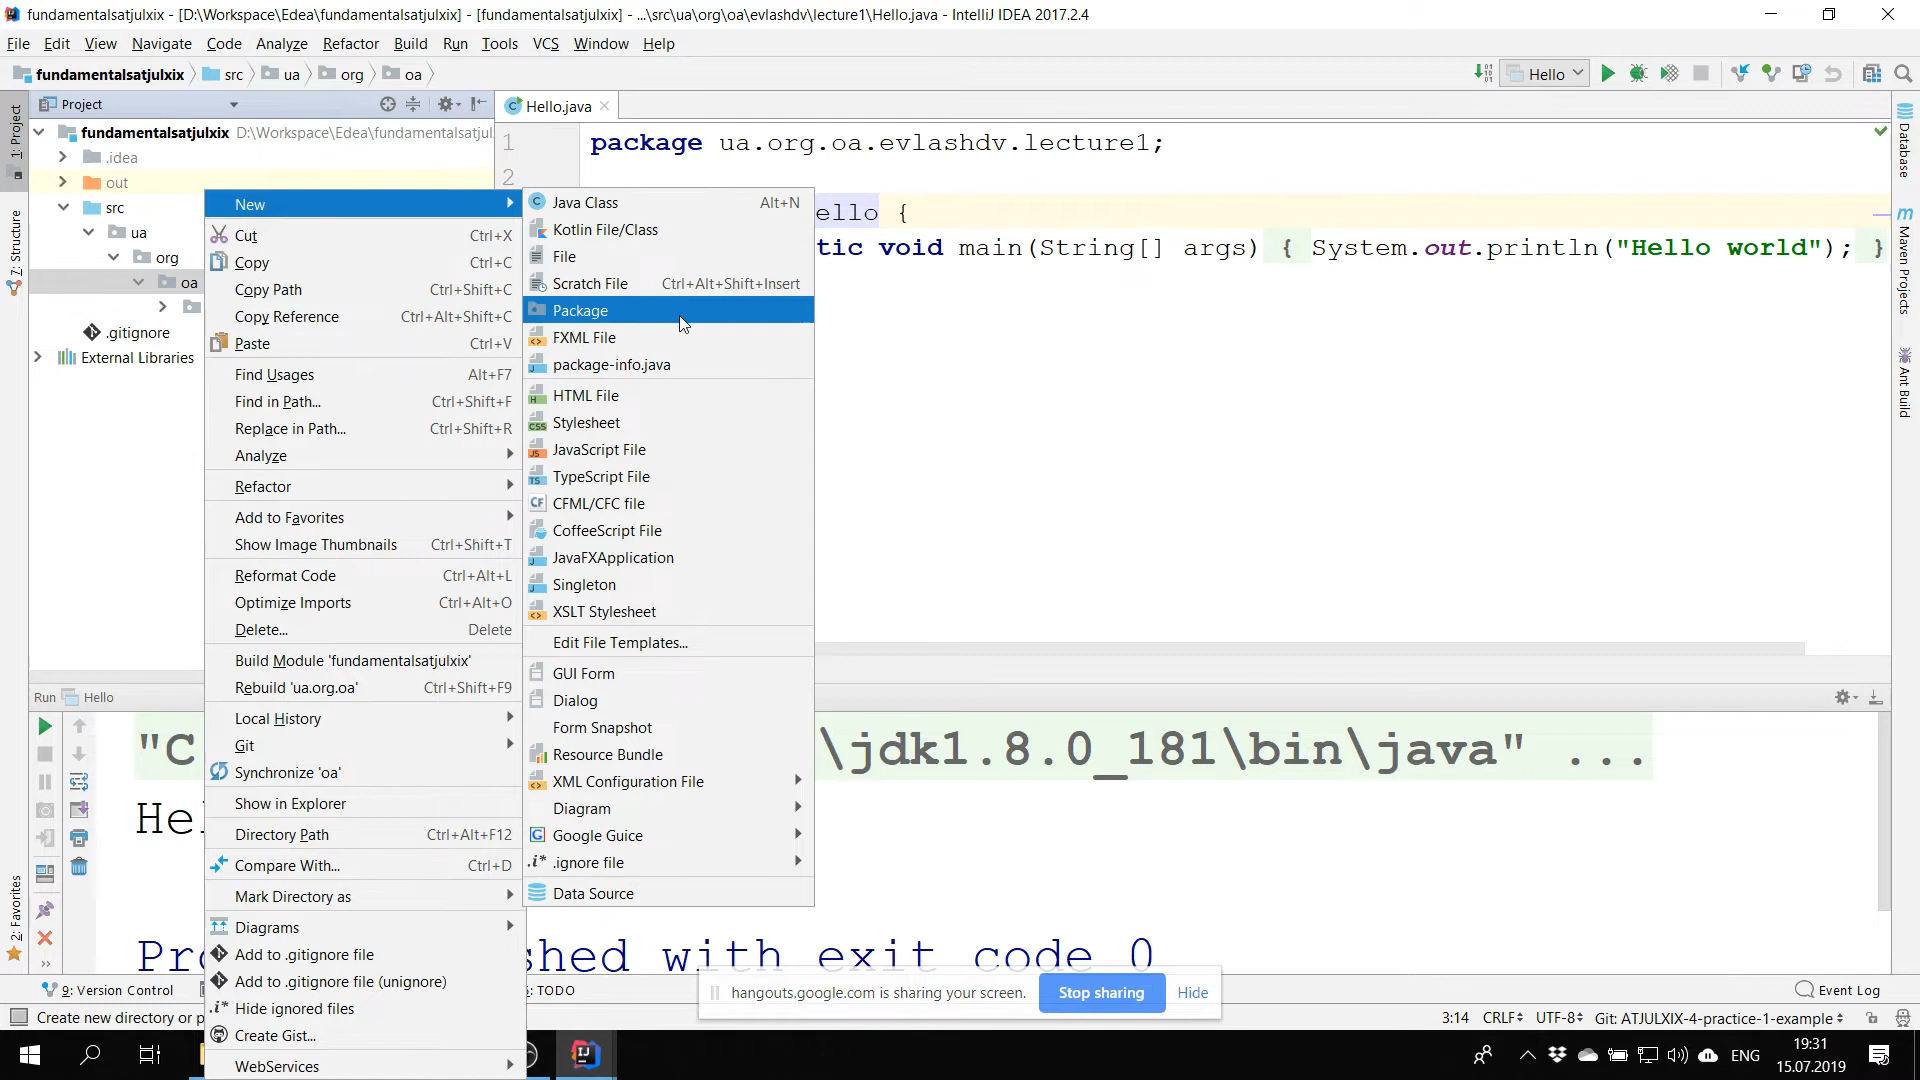 fundamentalsatjulxix - [D:\Workspace\Edea\fundamentalsatjulxix] - [fundamentalsatjulxix] - ...\src\ua\org\oa\evlashdv\lecture1\Hello.java - IntelliJ IDEA 2017.2.4
File Edit View Navigate Code Analyze Refactor Build Run Tools VCS Window Help
fundamentalsatjulxix src ua org oa
Hello
Project
Hello.java
1: Project
7: Structure
2: Favorites
fundamentalsatjulxix D:\Workspace\Edea\fundamentalsatjul
.idea
out
src
ua
org
oa
.gitignore
External Libraries
1 package ua.org.oa.evlashdv.lecture1;
2
ello {
tic void main(String[] args) { System.out.println("Hello world"); }
New
Cut Ctrl+X
Copy Ctrl+C
Copy Path Ctrl+Shift+C
Copy Reference Ctrl+Alt+Shift+C
Paste Ctrl+V
Find Usages Alt+F7
Find in Path... Ctrl+Shift+F
Replace in Path... Ctrl+Shift+R
Analyze
Refactor
Add to Favorites
Show Image Thumbnails Ctrl+Shift+T
Reformat Code Ctrl+Alt+L
Optimize Imports Ctrl+Alt+O
Delete... Delete
Build Module 'fundamentalsatjulxix'
Rebuild 'ua.org.oa' Ctrl+Shift+F9
Local History
Git
Synchronize 'oa'
Show in Explorer
Directory Path Ctrl+Alt+F12
Compare With... Ctrl+D
Mark Directory as
Diagrams
Add to .gitignore file
Add to .gitignore file (unignore)
Hide ignored files
Create Gist...
WebServices
Java Class Alt+N
Kotlin File/Class
File
Scratch File Ctrl+Alt+Shift+Insert
Package
FXML File
package-info.java
HTML File
Stylesheet
JavaScript File
TypeScript File
CFML/CFC file
CoffeeScript File
JavaFXApplication
Singleton
XSLT Stylesheet
Edit File Templates...
GUI Form
Dialog
Form Snapshot
Resource Bundle
XML Configuration File
Diagram
Google Guice
.ignore file
Data Source
Database
Maven Projects
Ant Build
Run Hello
"C \jdk1.8.0_181\bin\java" ...
Hel
Pro shed with exit code 0
9: Version Control
: TODO
Event Log
hangouts.google.com is sharing your screen. Stop sharing Hide
Create new directory or p
3:14 CRLF UTF-8 Git: ATJULXIX-4-practice-1-example
ENG
19:31
15.07.2019